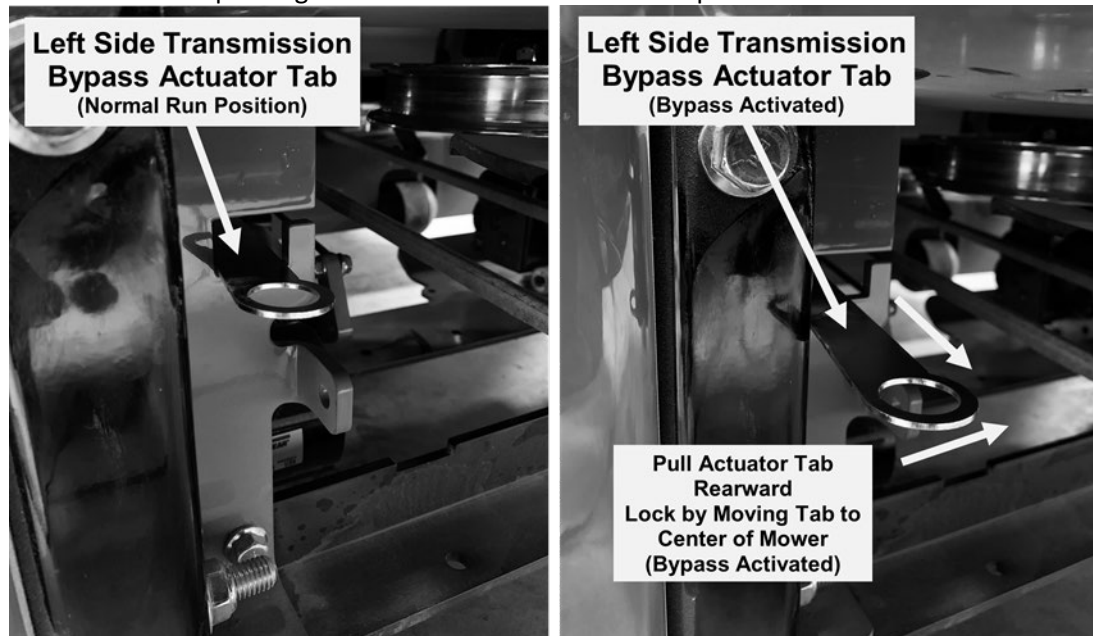 Left Side Transmission
Bypass Actuator Tab
(Normal Run Position)
Left Side Transmission
Bypass Actuator Tab
(Bypass Activated)
Pull Actuator Tab
Rearward
Lock by Moving Tab to
Center of Mower
(Bypass Activated)